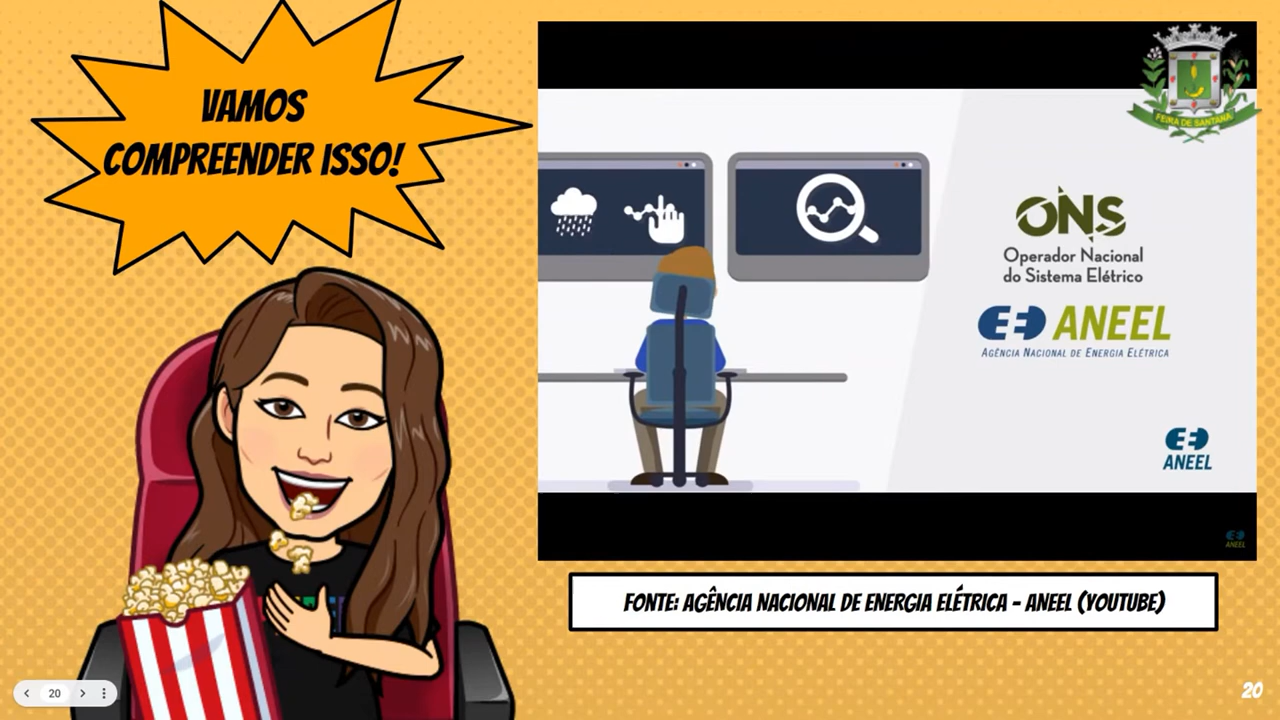 VAMOS
COMPREENDER ISSO!
FEIRA DE SANTANA
ONS
Operador Nacional
do Sistema Elétrico
ANEEL
AGÊNCIA NACIONAL DE ENERGIA ELÉTRICA
ANEEL
ANEEL
FONTE: AGÊNCIA NACIONAL DE ENERGIA ELÉTRICA - ANEEL (YOUTUBE)
20
20